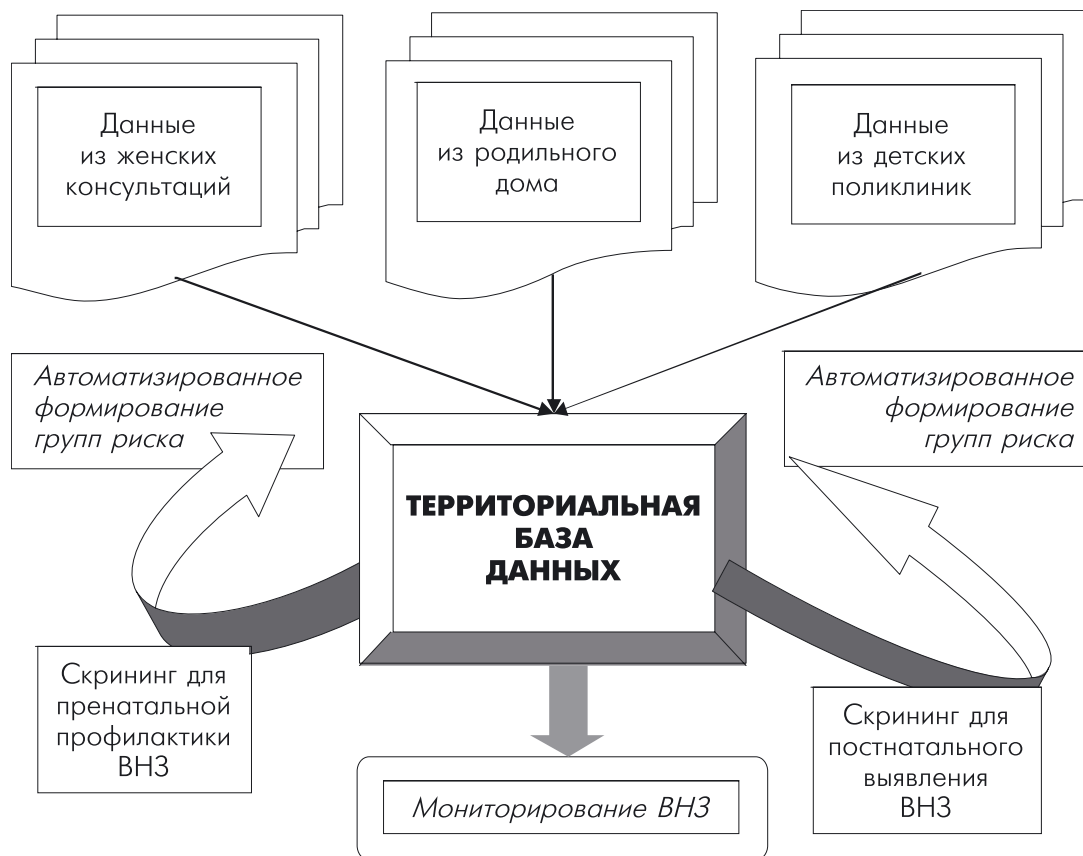 Данные
из женских
консультаций
Данные
из родильного
дома
Данные
из детских
поликлиник
Автоматизированное
формирование
групп риска
Автоматизированное
формирование
групп риска
ТЕРРИТОРИАЛЬНАЯ
БАЗА
ДАННЫХ
Скрининг для
пренатальной
профилактики
ВНЗ
Скрининг для
постнатального
выявления
ВНЗ
Мониторирование ВНЗ